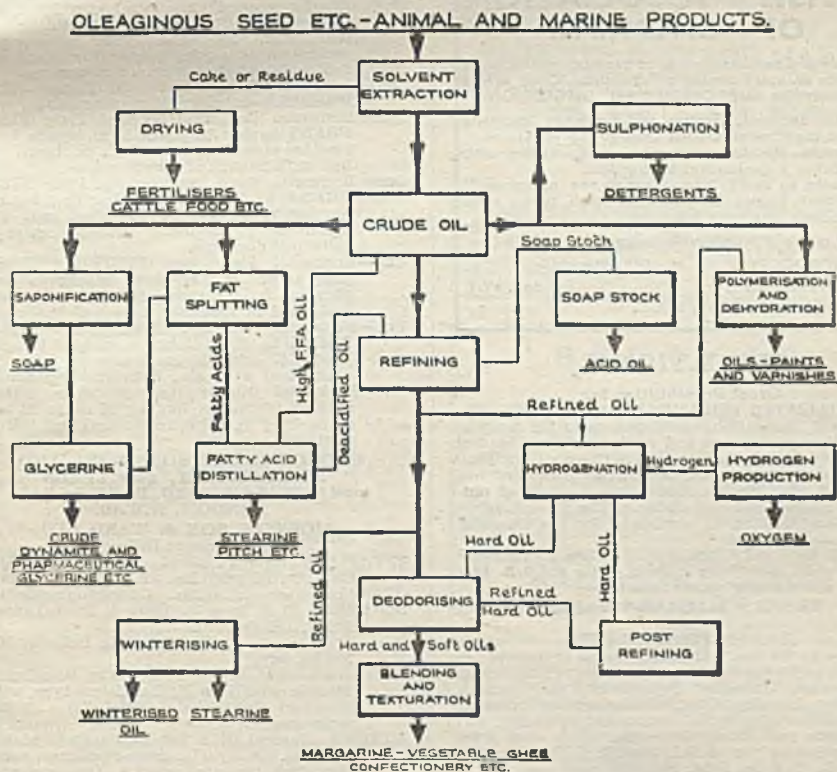 OLEAGINOUS SEED ETC.-ANIMAL AND MARINE PRODUCTS.
Cake or Residue
SOLVENT
EXTRACTION
DRYING
SULPHONATION
FERTILISERS
CATTLE FOOD ETC.
DETERGENTS
CRUDE OIL
Soap Stock
SAPONIFICATION
FAT
SPLITTING
SOAP STOCK
POLYMERISATION
AND
DEHYDRATION
High FFA Oil
Deacidified Oil
SOAP
Fatty Acids
REFINING
ACID OIL
OILS-PAINTS
AND VARNISHES
Refined Oil
GLYCERINE
FATTY ACID
DISTILLATION
HYDROGENATION
Hydrogen
HYDROGEN
PRODUCTION
CRUDE
DYNAMITE AND
PHARMACEUTICAL
GLYCERINE ETC
STEARINE
PITCH ETC.
Refined Oil
Hard Oil
Hard Oil
OXYGEN
DEODORISING
Refined
Hard Oil
WINTERISING
Hard and Soft Oils
POST
REFINING
BLENDING
AND
TEXTURATION
WINTERISED
OIL
STEARINE
MARGARINE-VEGETABLE GHEE
CONFECTIONERY ETC.